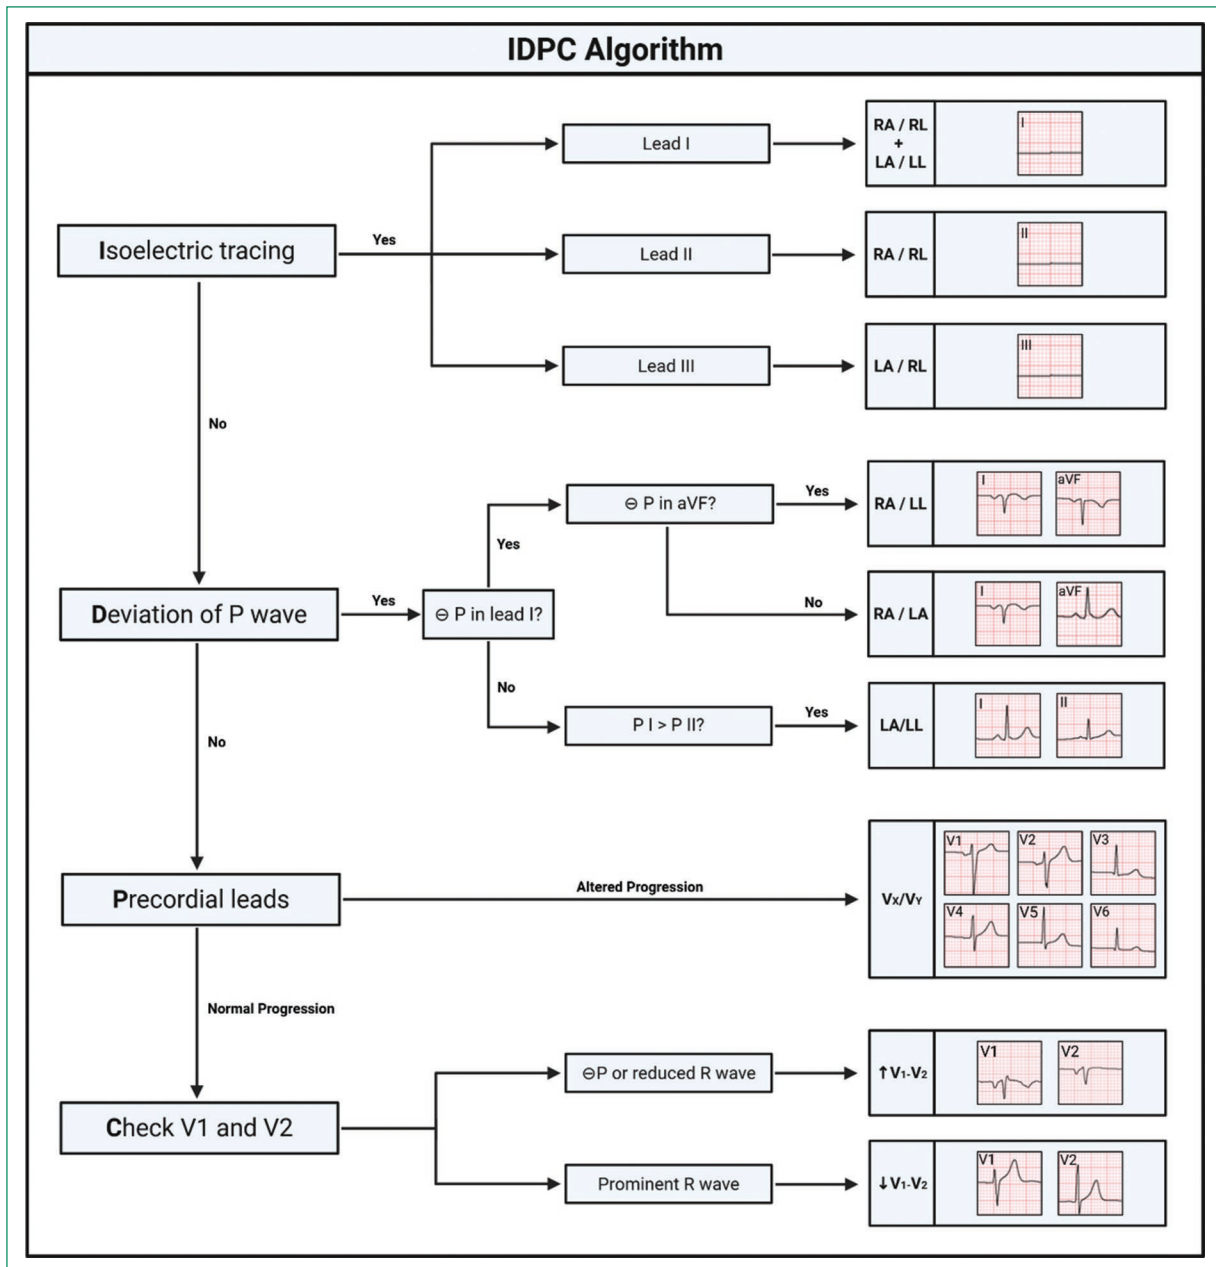 IDPC Algorithm
Isoelectric tracing
Yes
Lead I
RA / RL
+
LA / LL
I
Lead II
RA / RL
II
Lead III
LA / RL
III
No
Deviation of P wave
Yes
⊖ P in lead I?
Yes
⊖ P in aVF?
Yes
RA / LL
I
aVF
No
RA / LA
I
aVF
No
P I > P II?
Yes
LA/LL
I
II
No
Precordial leads
Altered Progression
Vx/Vy
V1
V2
V3
V4
V5
V6
Normal Progression
Check V1 and V2
⊖P or reduced R wave
↑V1-V2
V1
V2
Prominent R wave
↓V1-V2
V1
V2